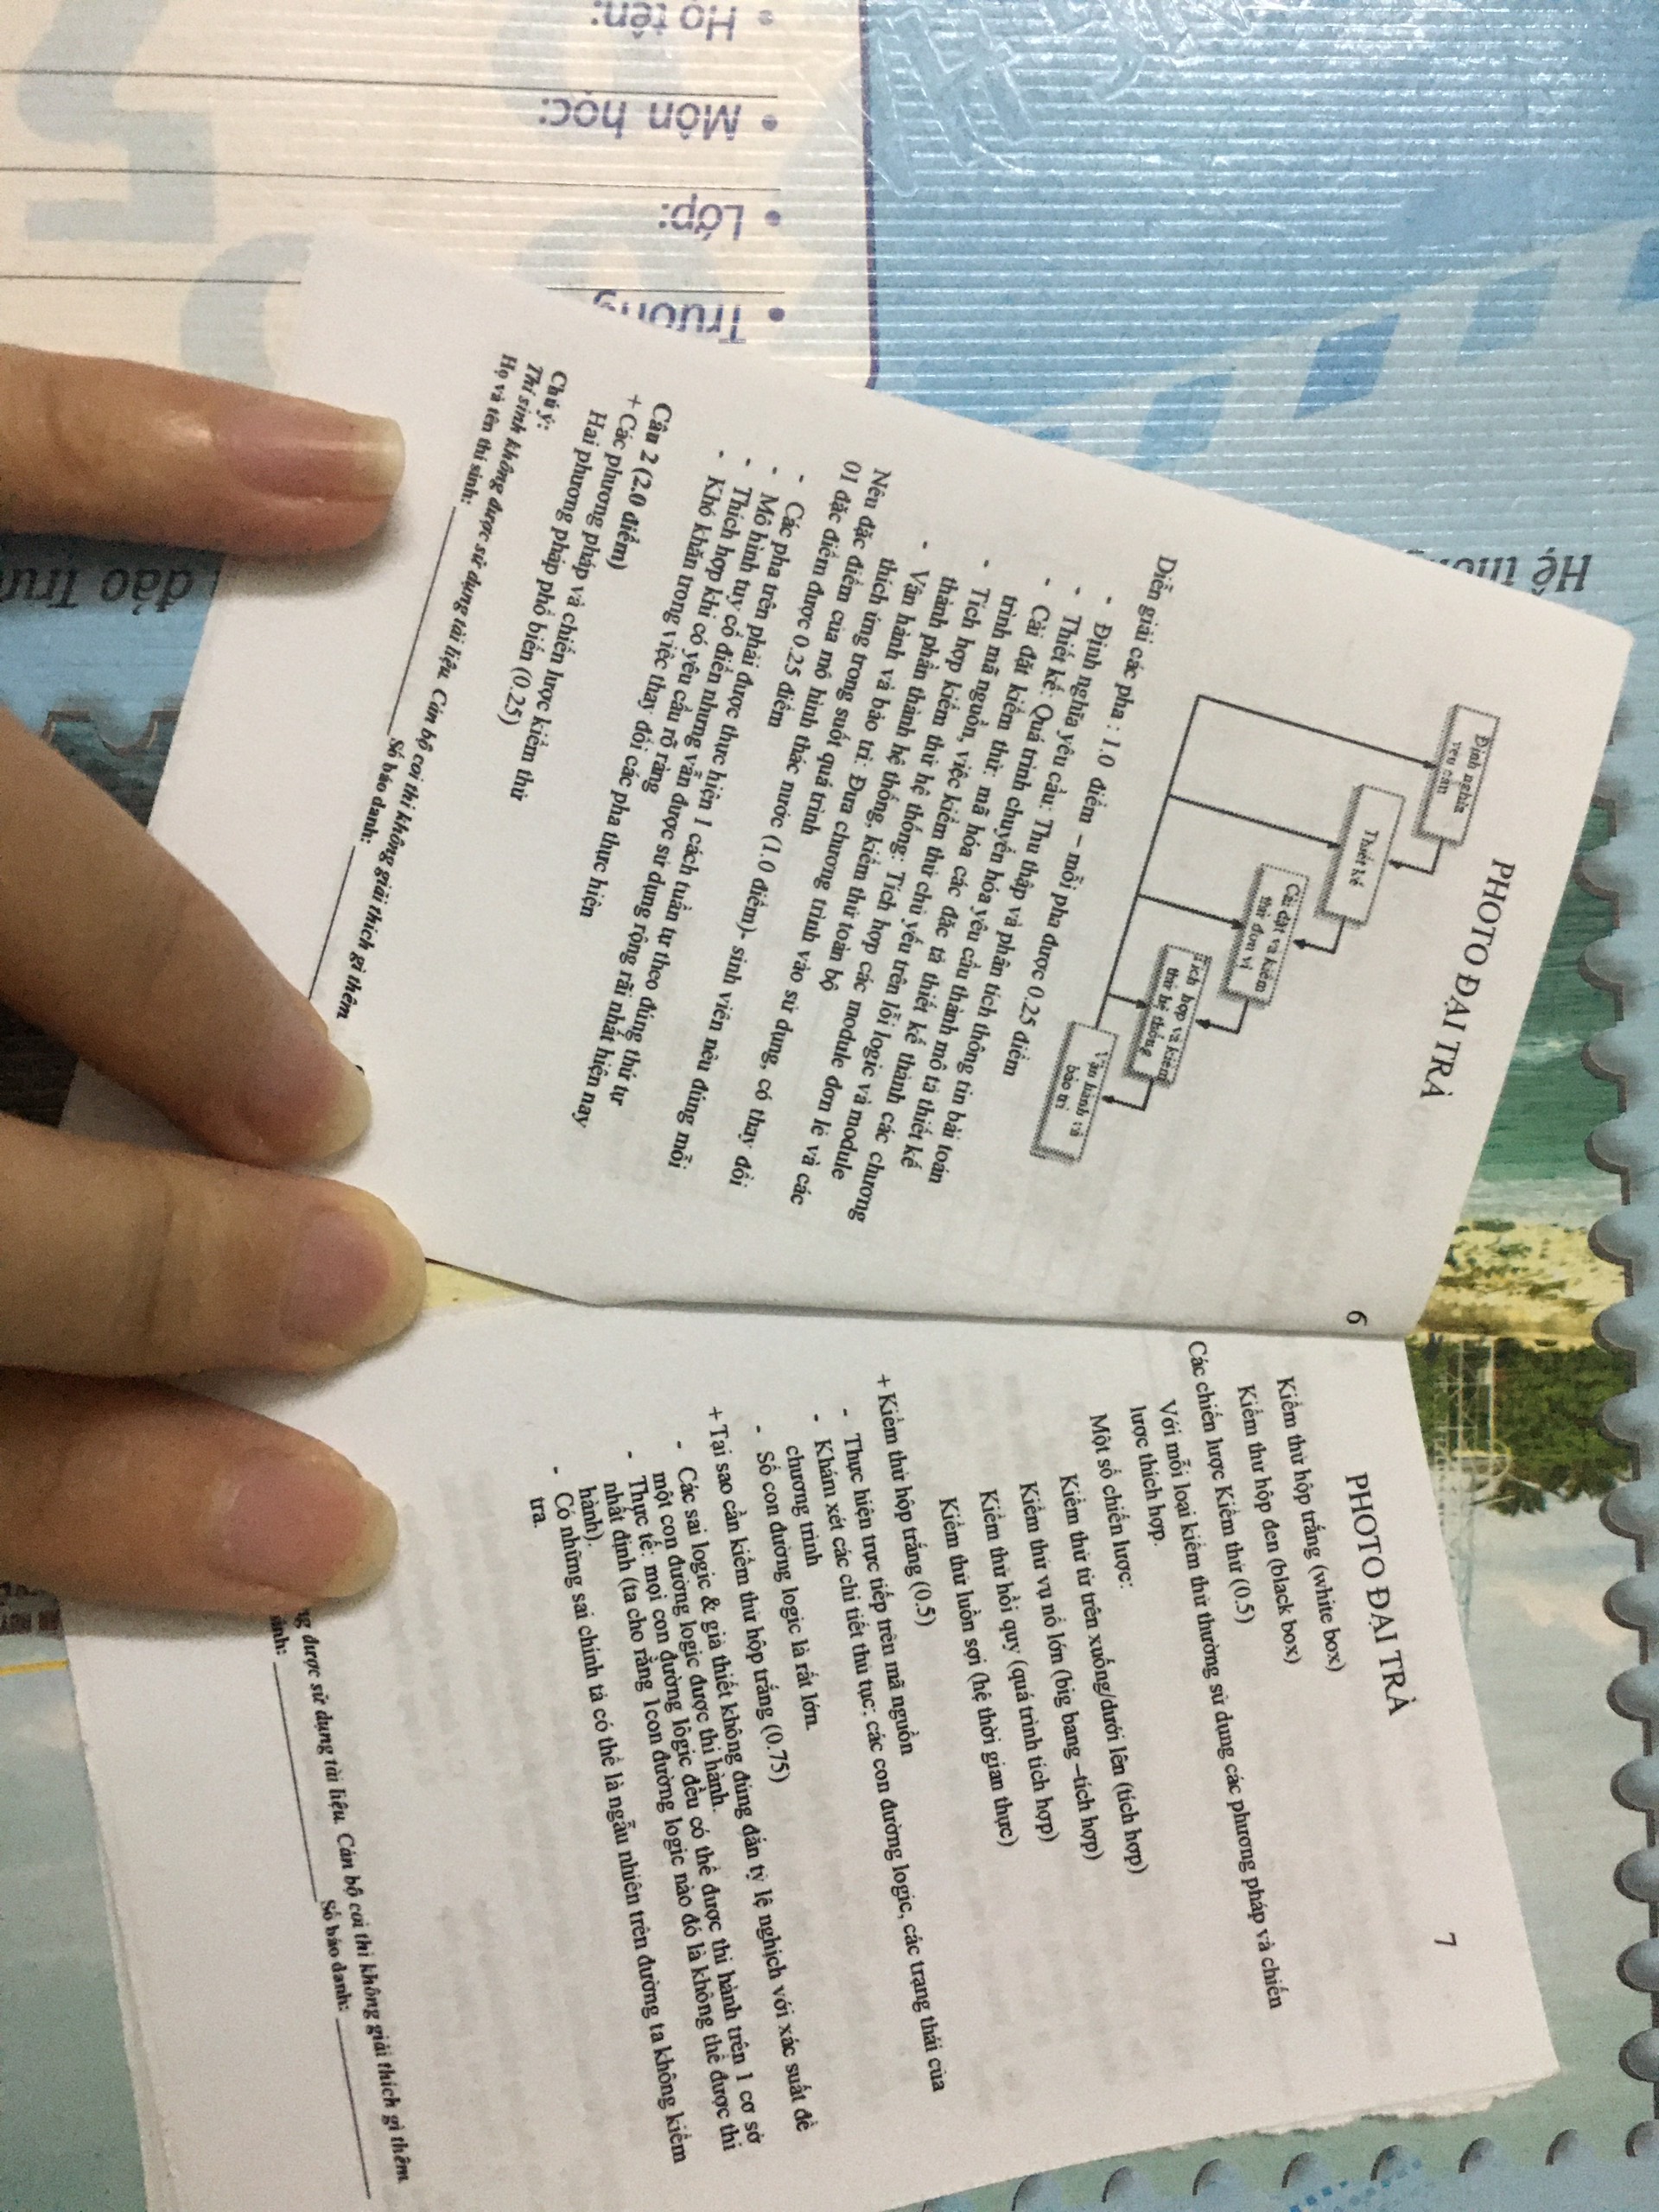 PHOTO ĐẠI TRÀ
Định nghĩa
yêu cầu
Thiết kế
Cài đặt và kiểm
thử đơn vị
Tích hợp và kiểm
thử hệ thống
Vận hành và
bảo trì
6
Diễn giải các pha : 1.0 điểm – mỗi pha được 0.25 điểm
- Định nghĩa yêu cầu: Thu thập và phân tích thông tin bài toán
- Thiết kế: Quá trình chuyển hóa yêu cầu thành mô tả thiết kế
- Cài đặt kiểm thử: mã hóa các đặc tả thiết kế thành các chương
trình mã nguồn, việc kiểm thử chủ yếu trên lỗi logic và module
- Tích hợp kiểm thử hệ thống: Tích hợp các module đơn lẻ và các
thành phần thành hệ thống, kiểm thử toàn bộ
- Vận hành và bảo trì: Đưa chương trình vào sử dụng, có thay đổi
thích ứng trong suốt quá trình
Nêu đặc điểm của mô hình thác nước (1.0 điểm)- sinh viên nêu đúng mỗi
01 đặc điểm được 0.25 điểm
- Các pha trên phải được thực hiện 1 cách tuần tự theo đúng thứ tự
- Mô hình tuy cổ điển nhưng vẫn được sử dụng rộng rãi nhất hiện nay
- Thích hợp khi có yêu cầu rõ ràng
- Khó khăn trong việc thay đổi các pha thực hiện
Câu 2 (2.0 điểm)
+ Các phương pháp và chiến lược kiểm thử
Hai phương pháp phổ biến (0.25)
Chú ý:
Thí sinh không được sử dụng tài liệu. Cán bộ coi thi không giải thích gì thêm.
Họ và tên thí sinh: Số báo danh:
7
PHOTO ĐẠI TRÀ
Kiểm thử hộp trắng (white box)
Kiểm thử hộp đen (black box)
Các chiến lược Kiểm thử (0.5)
Với mỗi loại kiểm thử thường sử dụng các phương pháp và chiến
lược thích hợp.
Một số chiến lược:
Kiểm thử từ trên xuống/dưới lên (tích hợp)
Kiểm thử vụ nổ lớn (big bang –tích hợp)
Kiểm thử hồi quy (quá trình tích hợp)
Kiểm thử luồn sợi (hệ thời gian thực)
+ Kiểm thử hộp trắng (0.5)
- Thực hiện trực tiếp trên mã nguồn
- Khám xét các chi tiết thủ tục; các con đường logic, các trạng thái của
chương trình
- Số con đường logic là rất lớn.
+ Tại sao cần kiểm thử hộp trắng (0.75)
- Các sai logic & giả thiết không đúng đắn tỷ lệ nghịch với xác suất để
một con đường logic được thi hành.
- Thực tế: mọi con đường lôgic đều có thể được thi hành trên 1 cơ sở
nhất định (ta cho rằng 1con đường logic nào đó là không thể được thi
hành).
- Có những sai chính tả có thể là ngẫu nhiên trên đường ta không kiểm
tra.
được sử dụng tài liệu. Cán bộ coi thi không giải thích gì thêm.
Số báo danh:
Hệ
đảo
• Trường
• Lớp:
• Môn học:
• Họ tên: